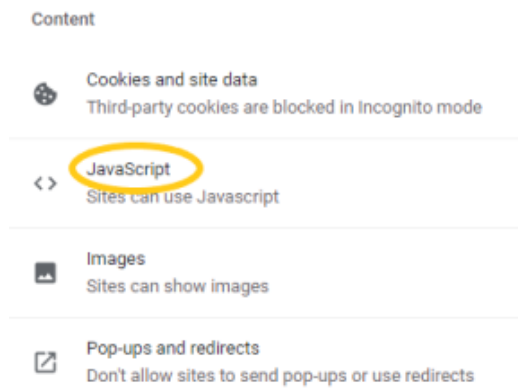 Content
Cookies and site data
Third-party cookies are blocked in Incognito mode
JavaScript
Sites can use Javascript
Images
Sites can show images
Pop-ups and redirects
Don't allow sites to send pop-ups or use redirects